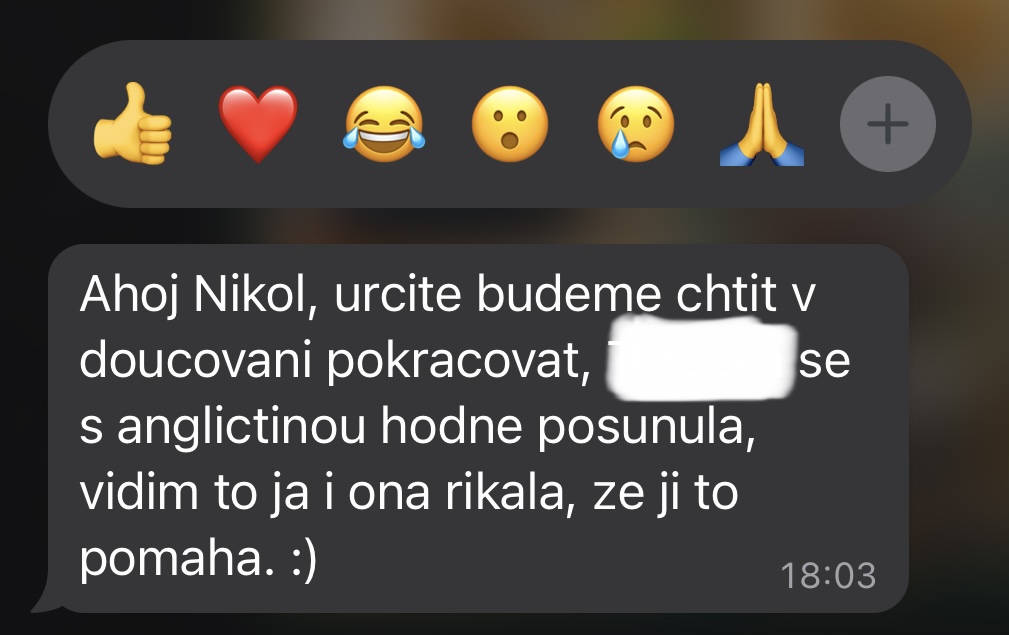 Ahoj Nikol, urcite budeme chtit v
doucovani pokracovat, se
s anglictinou hodne posunula,
vidim to ja i ona rikala, ze ji to
pomaha. :)
18:03